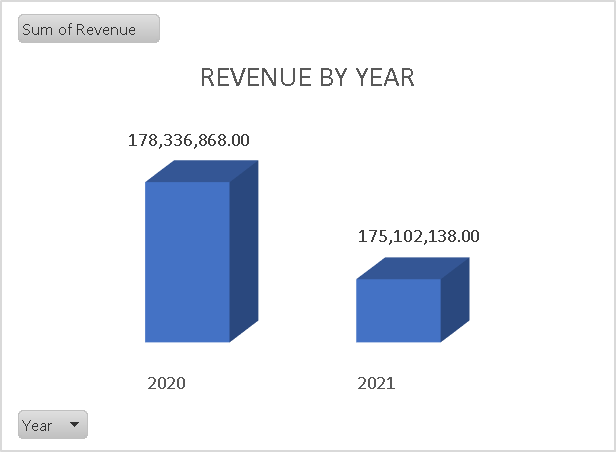 Sum of Revenue
REVENUE BY YEAR
178,336,868.00
175,102,138.00
2020
2021
Year